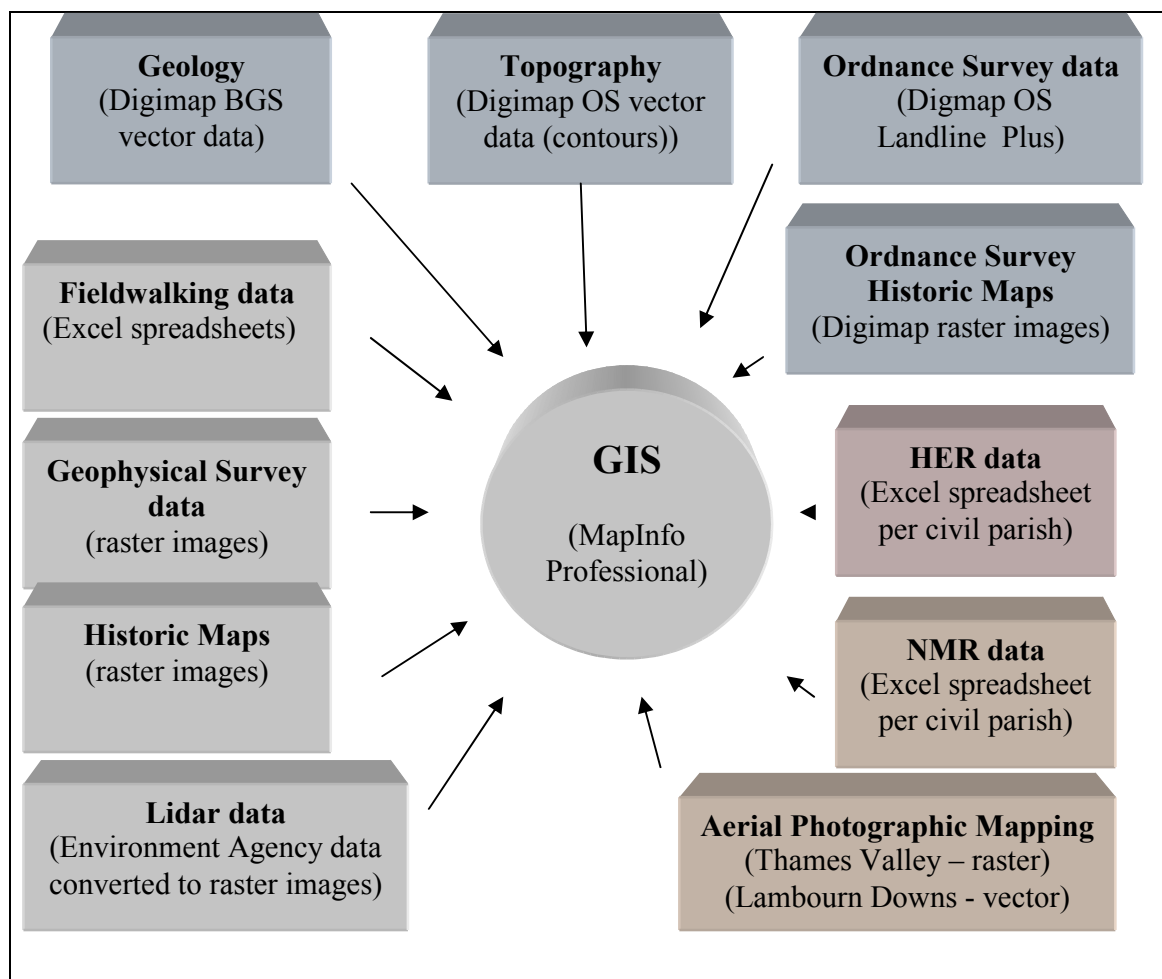 Geology
(Digimap BGS
vector data)
Topography
(Digimap OS vector
data (contours))
Ordnance Survey data
(Digmap OS
Landline  Plus)
Ordnance Survey
Historic Maps
(Digimap raster images)
Fieldwalking data
(Excel spreadsheets)
Geophysical Survey
data
(raster images)
Historic Maps
(raster images)
Lidar data
(Environment Agency data
converted to raster images)
GIS
(MapInfo
Professional)
HER data
(Excel spreadsheet
per civil parish)
NMR data
(Excel spreadsheet
per civil parish)
Aerial Photographic Mapping
(Thames Valley – raster)
(Lambourn Downs - vector)